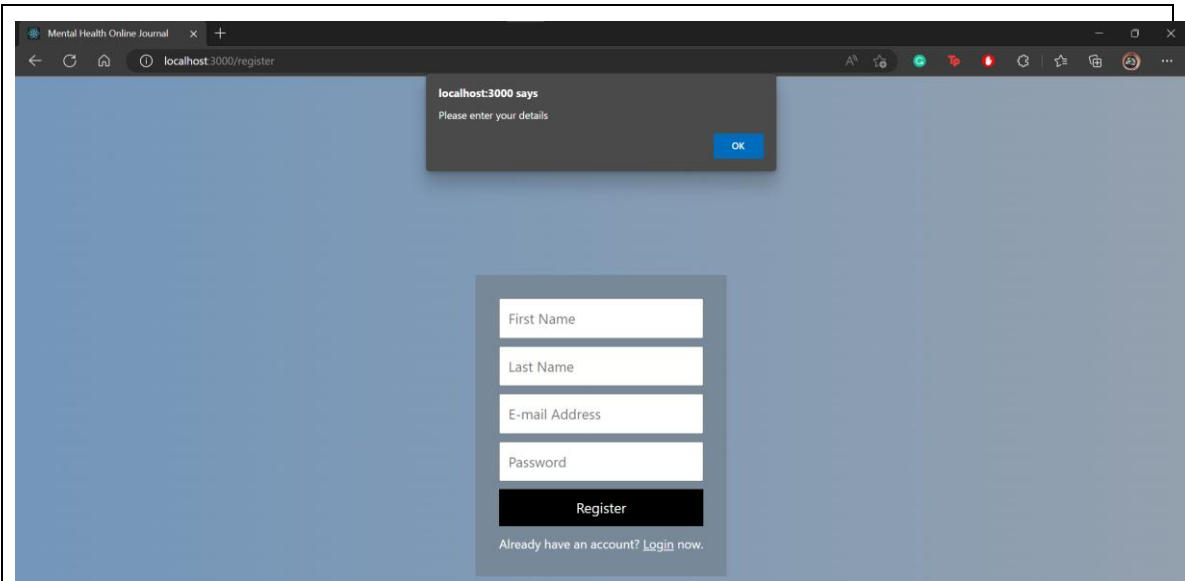 Mental Health Online Journal
localhost:3000/register
localhost:3000 says
Please enter your details
OK
First Name
Last Name
E-mail Address
Password
Register
Already have an account? Login now.